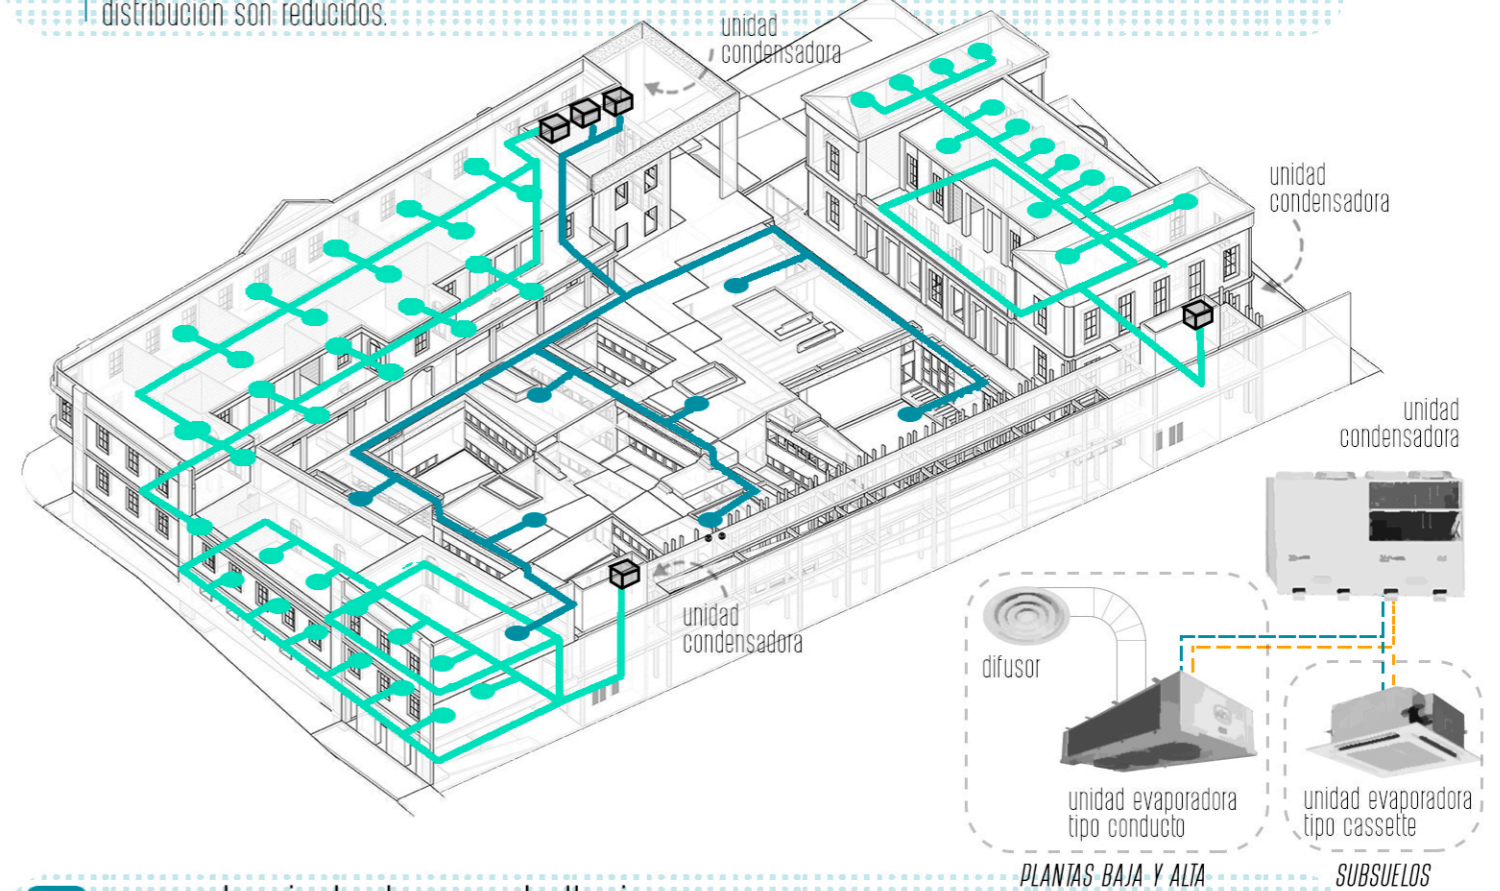 distribución son reducidos.
unidad
condensadora
unidad
condensadora
unidad
condensadora
unidad
condensadora
difusor
unidad evaporadora
tipo conducto
unidad evaporadora
tipo cassette
PLANTAS BAJA Y ALTA
SUBSUELOS